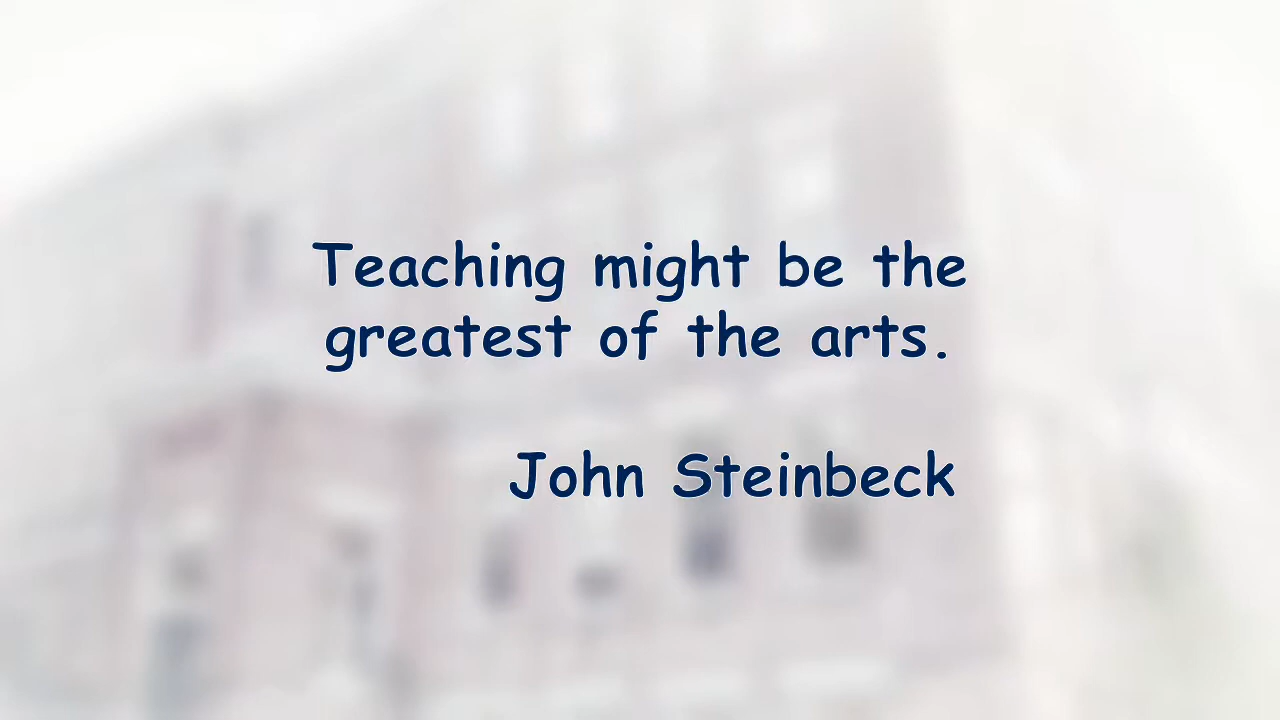 Teaching might be the
greatest of the arts.
John Steinbeck